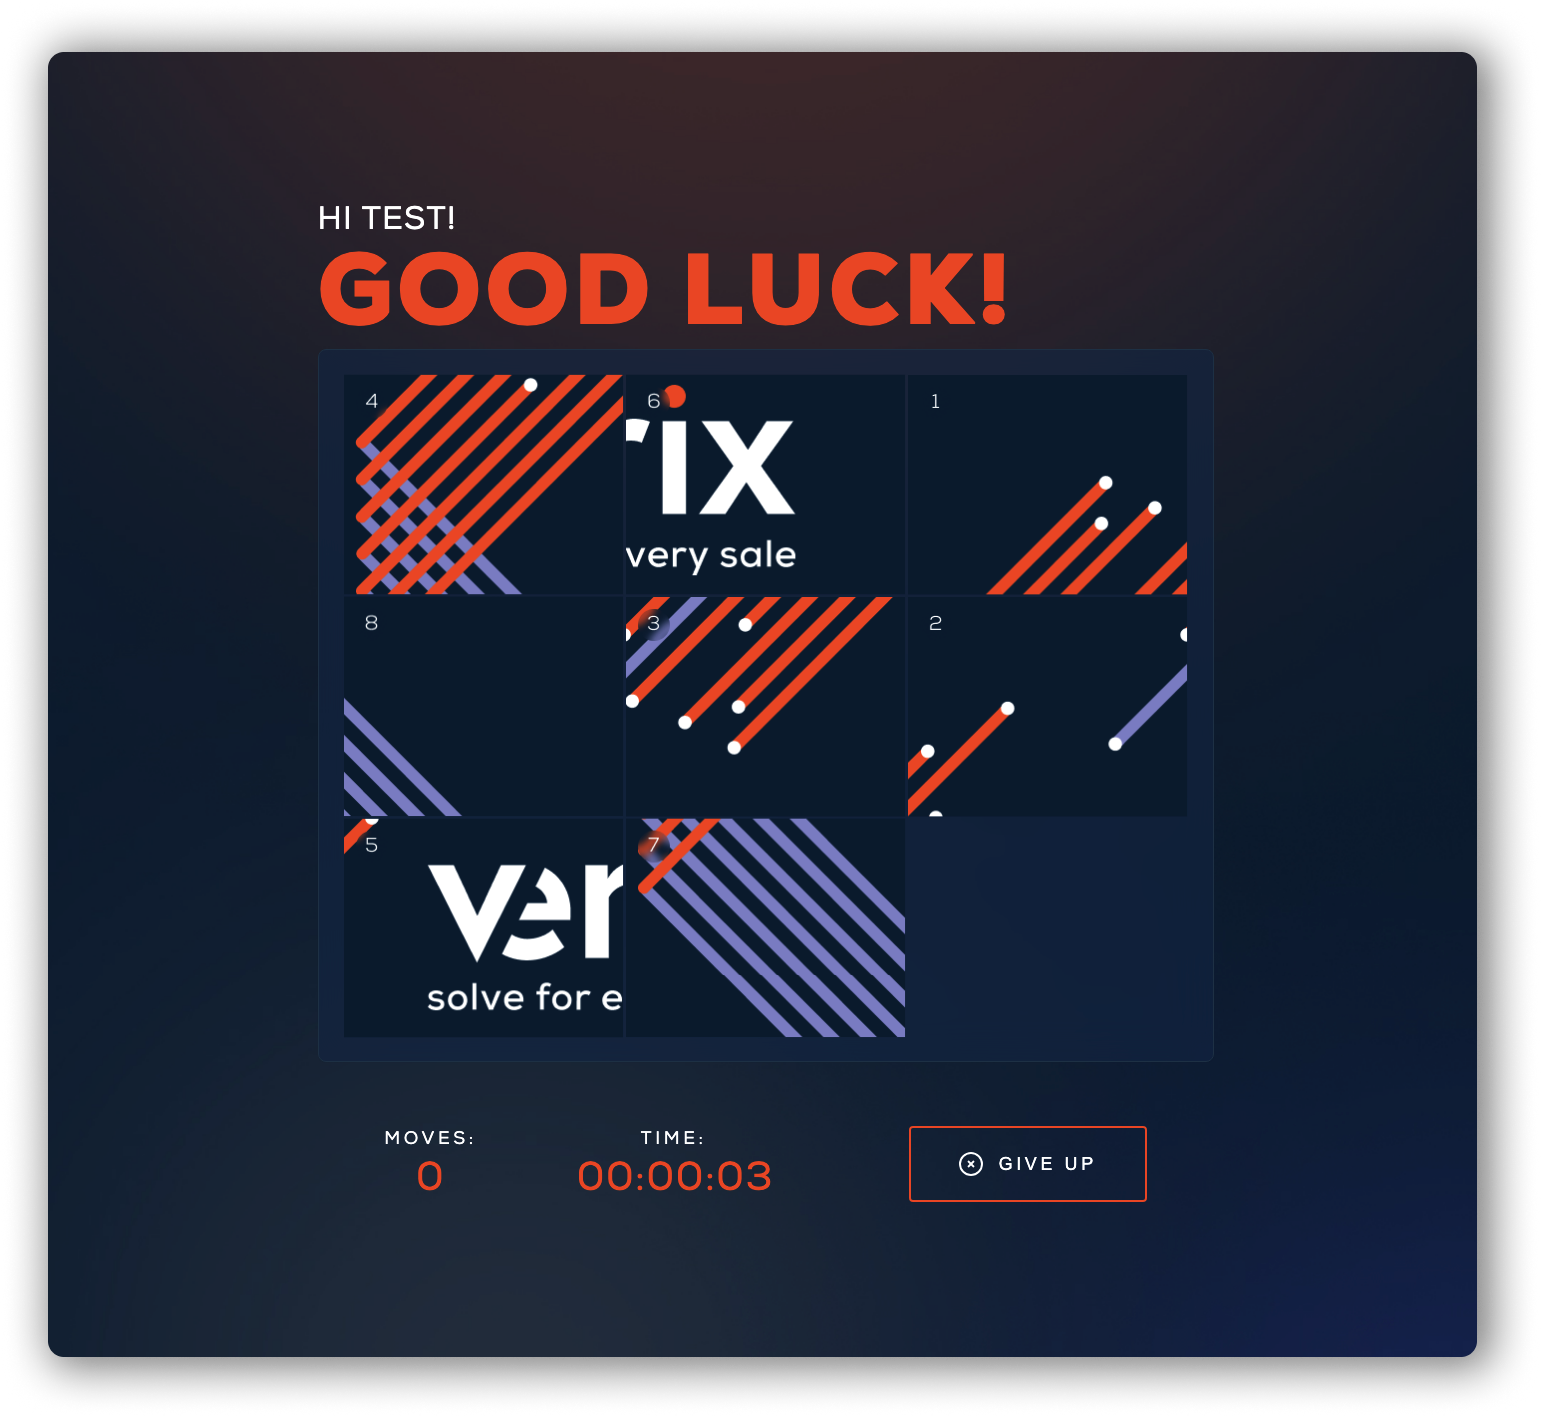 HI TEST!
GOOD LUCK!
4
6
rix
very sale
1
8
3
2
5
ver
solve for e
7
MOVES:
0
TIME:
00:00:03
GIVE UP